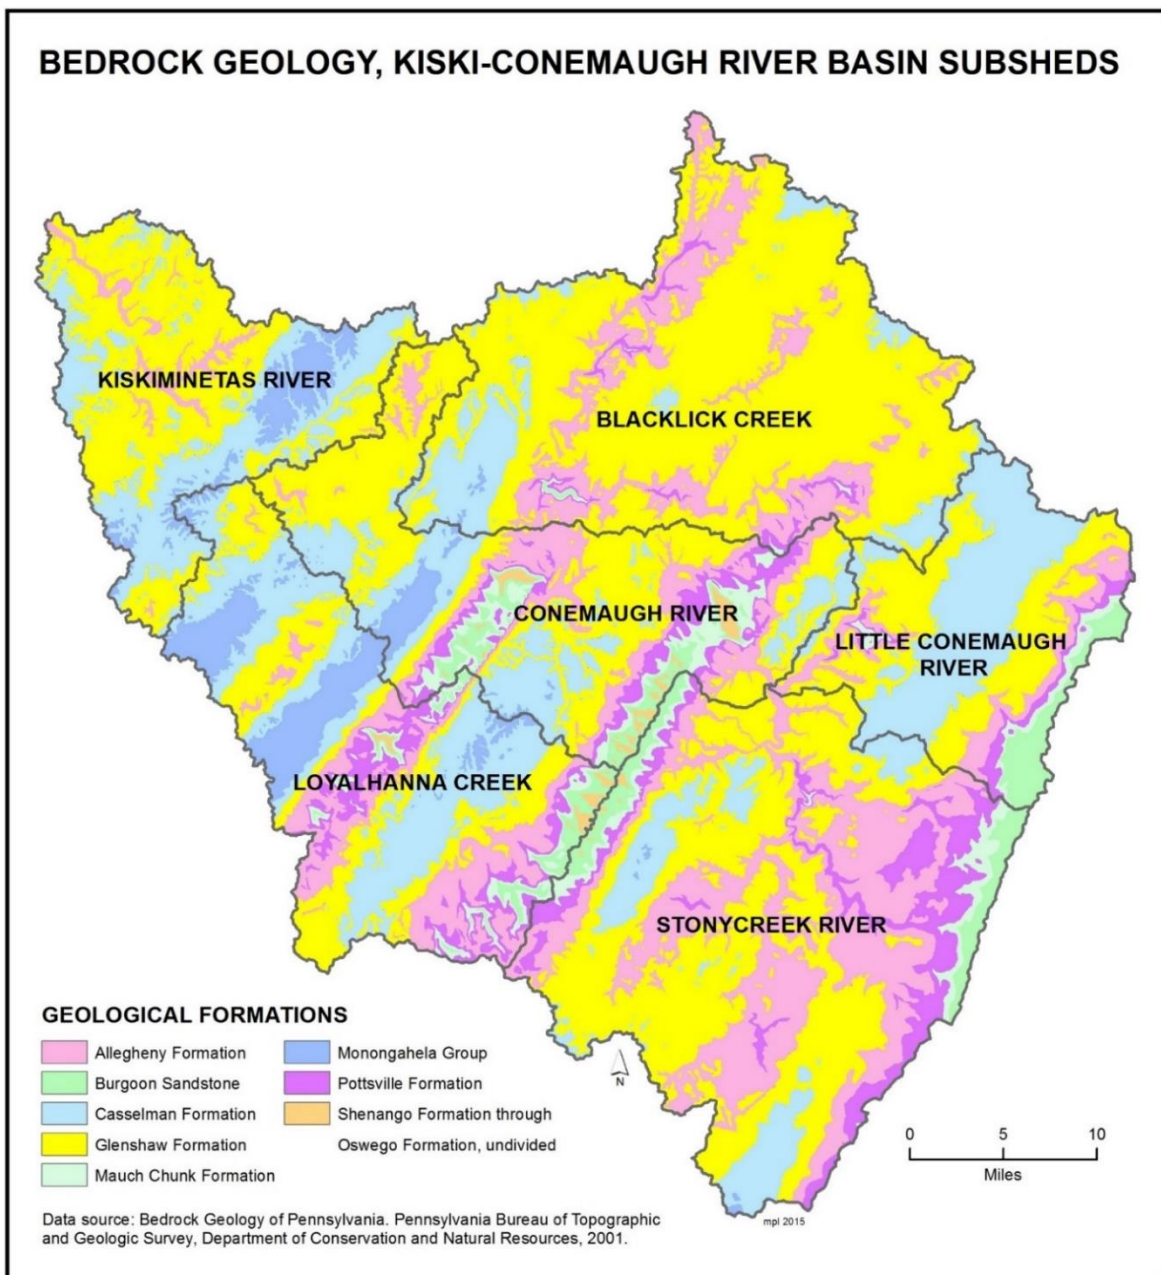 BEDROCK GEOLOGY, KISKI-CONEMAUGH RIVER BASIN SUBSHEDS
KISKIMINETAS RIVER
BLACKLICK CREEK
CONEMAUGH RIVER
LITTLE CONEMAUGH
RIVER
LOYALHANNA CREEK
STONYCREEK RIVER
GEOLOGICAL FORMATIONS
Allegheny Formation
Burgoon Sandstone
Casselman Formation
Glenshaw Formation
Mauch Chunk Formation
Monongahela Group
Pottsville Formation
Shenango Formation through
Oswego Formation, undivided
N
0 5 10
Miles
mpl 2015
Data source: Bedrock Geology of Pennsylvania. Pennsylvania Bureau of Topographic
and Geologic Survey, Department of Conservation and Natural Resources, 2001.